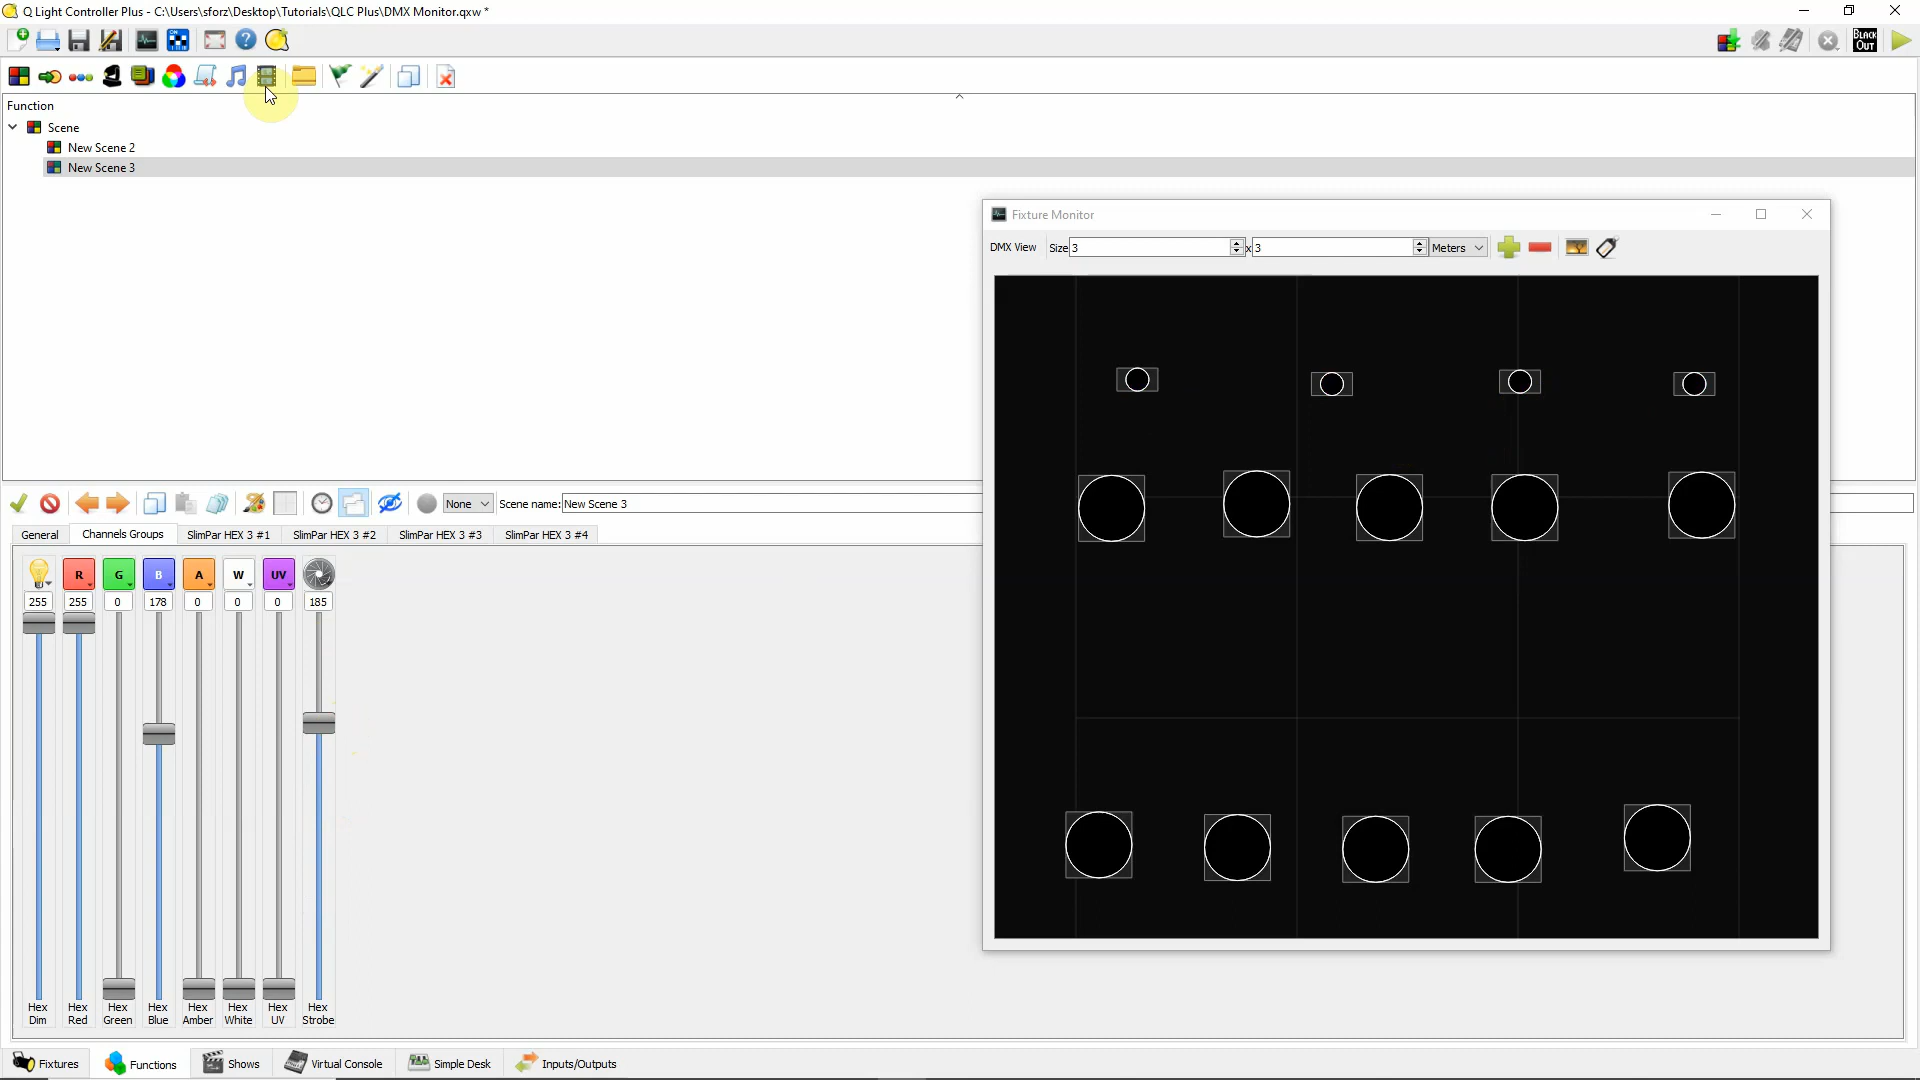 Q Light Controller Plus - C:\Users\sforz\Desktop\Tutorials\QLC Plus\DMX Monitor.qxw *
BLACK
OUT
Function
Scene
New Scene 2
New Scene 3
Fixture Monitor
DMX View Size 3 x 3 Meters
None Scene name: New Scene 3
General Channels Groups SlimPar HEX 3 #1 SlimPar HEX 3 #2 SlimPar HEX 3 #3 SlimPar HEX 3 #4
R G B A W UV
255 255 0 178 0 0 0 185
Hex Hex Hex Hex Hex Hex Hex Hex
Dim Red Green Blue Amber White UV Strobe
Fixtures Functions Shows Virtual Console Simple Desk Inputs/Outputs